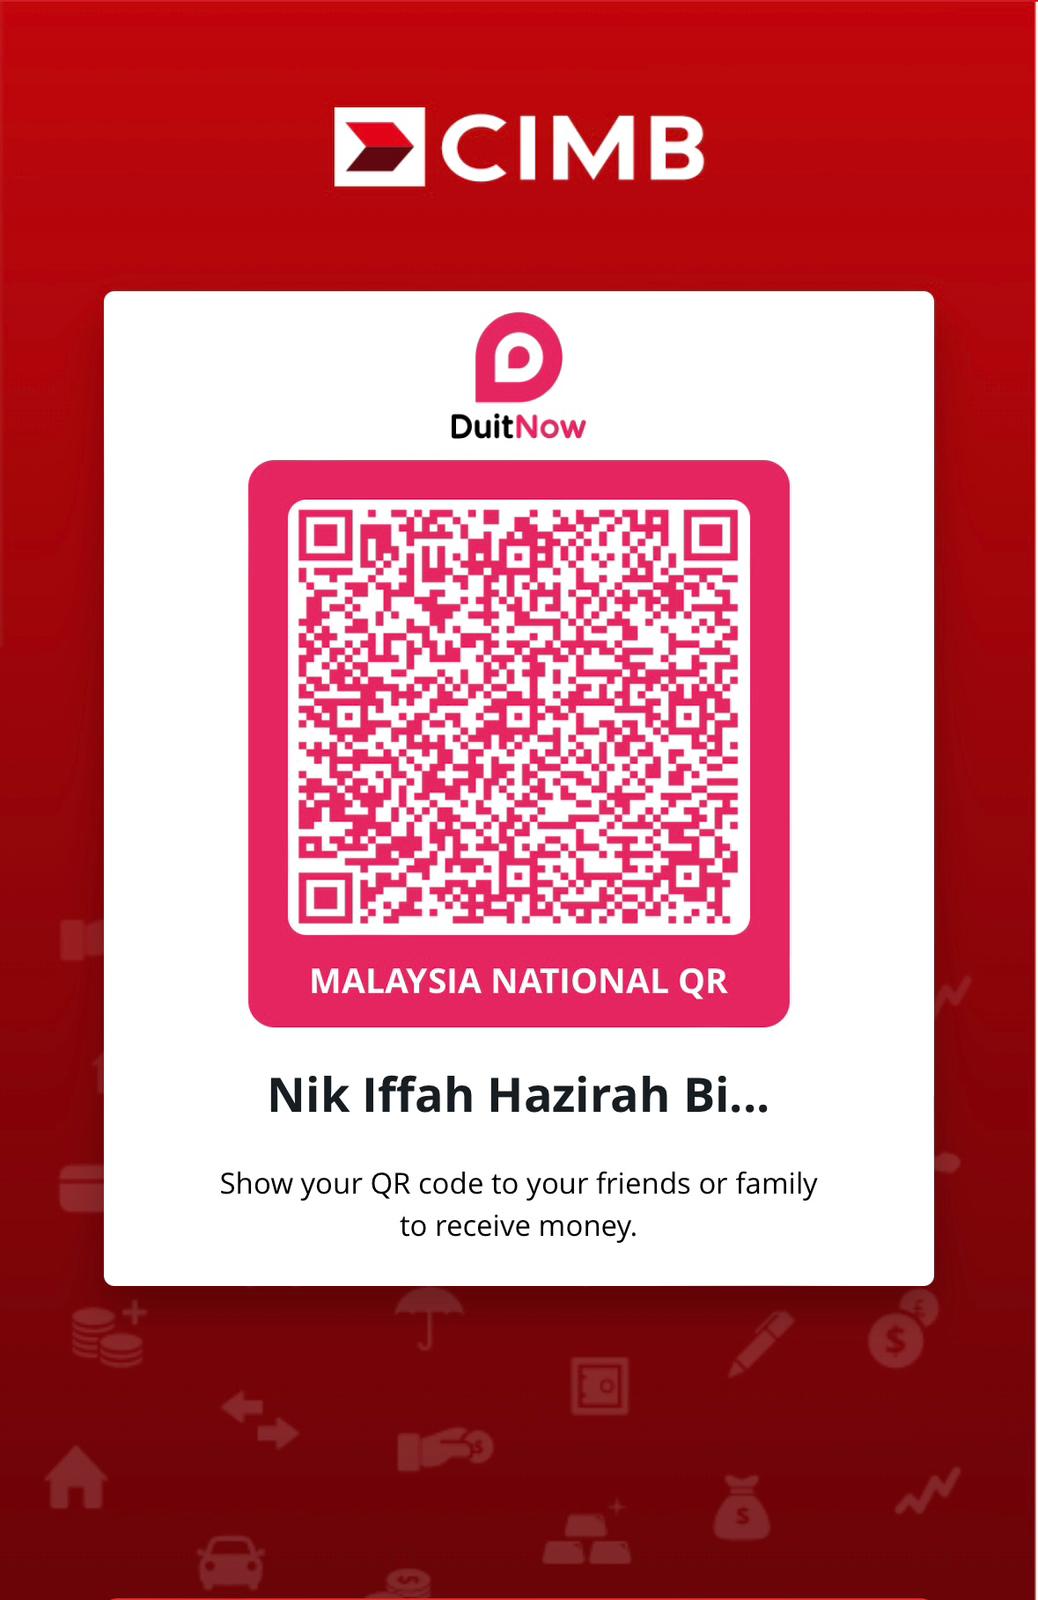 CIMB
DuitNow
MALAYSIA NATIONAL QR
Nik Iffah Hazirah Bi...
Show your QR code to your friends or family
to receive money.